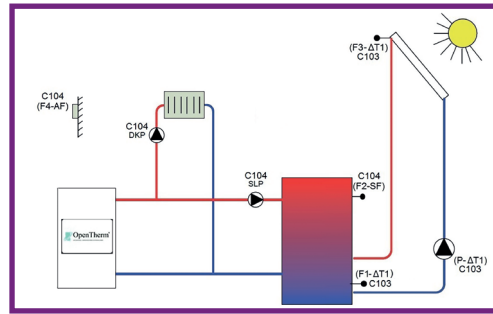 (F3-ΔT1)
C103
C104
(F4-AF)
C104
DKP
C104
SLP
C104
(F2-SF)
OpenTherm
(P-ΔT1)
C103
(F1-ΔT1)
C103